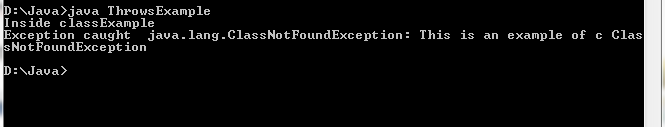 D:\Java>java ThrowsExample
Inside classExample
Exception caught  java.lang.ClassNotFoundException: This is an example of c Clas
sNotFoundException
D:\Java>